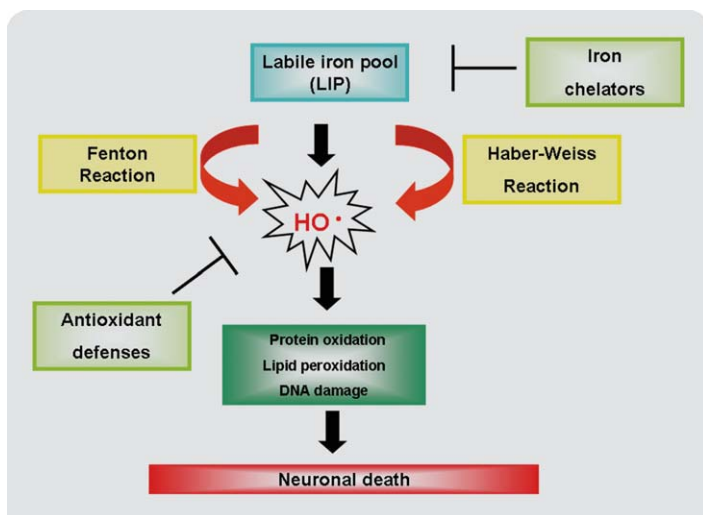 Labile iron pool
(LIP)
Iron
chelators
Fenton
Reaction
Haber-Weiss
Reaction
HO •
Antioxidant
defenses
Protein oxidation
Lipid peroxidation
DNA damage
Neuronal death